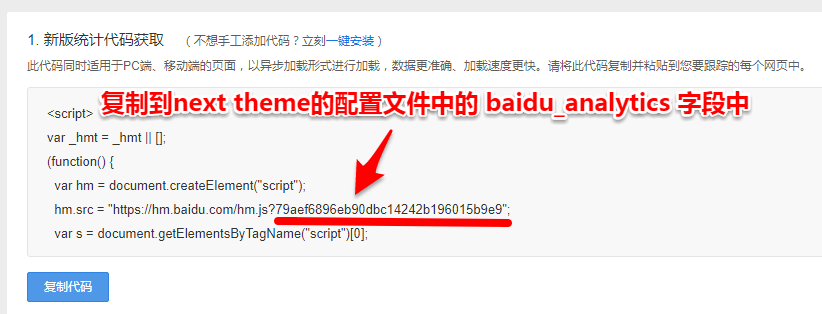 1. 新版统计代码获取 （不想手工添加代码？立刻一键安装）
此代码同时适用于PC端、移动端的页面，以异步加载形式进行加载，数据更准确、加载速度更快。请将此代码复制并粘贴到您要跟踪的每个网页中。
复制到next theme的配置文件中的 baidu_analytics 字段中
<script>
var _hmt = _hmt || [];
(function() {
var hm = document.createElement("script");
hm.src = "https://hm.baidu.com/hm.js?79aef6896eb90dbc14242b196015b9e9";
var s = document.getElementsByTagName("script")[0];
复制代码